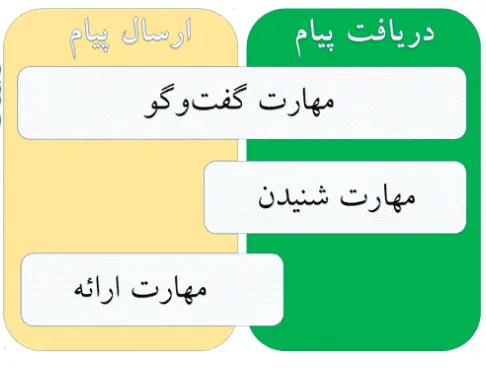 دریافت پیام
ارسال پیام
مهارت گفت‌وگو
مهارت شنیدن
مهارت ارائه